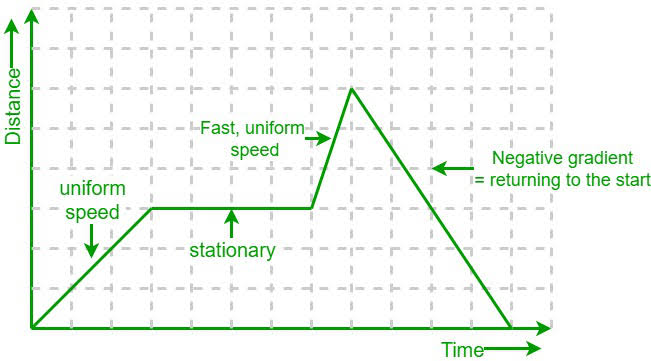 Distance
Fast, uniform
speed
Negative gradient
= returning to the start
uniform
speed
stationary
Time